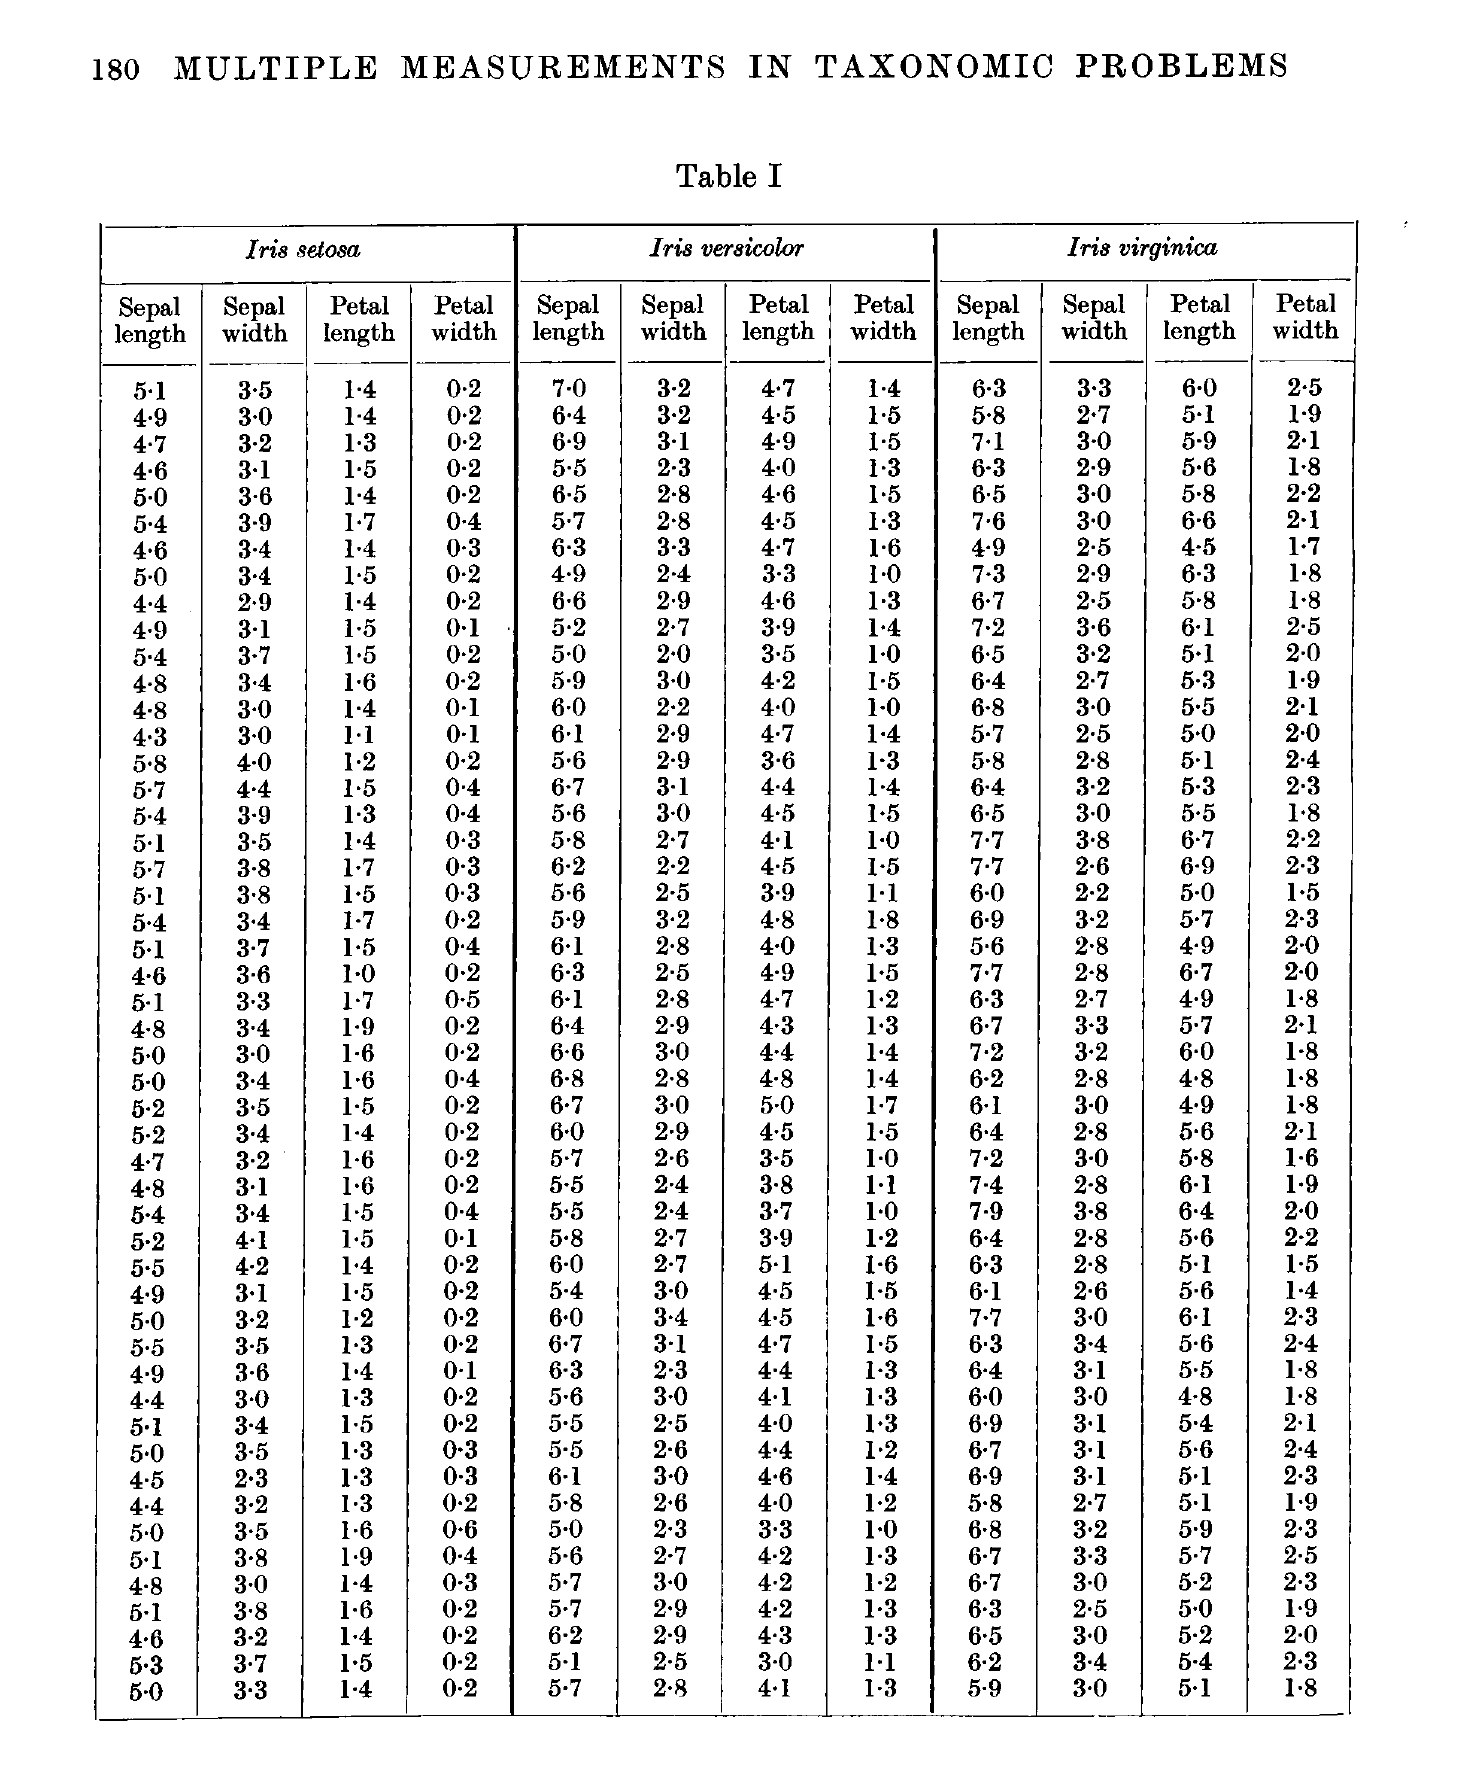 180 MULTIPLE MEASUREMENTS IN TAXONOMIC PROBLEMS
Table I
Iris setosa Iris versicolor Iris virginica
Sepal Sepal Petal Petal Sepal Sepal Petal Petal Sepal Sepal Petal Petal
length width length width length width length width length width length width
5·1 3·5 1·4 0·2 7·0 3·2 4·7 1·4 6·3 3·3 6·0 2·5
4·9 3·0 1·4 0·2 6·4 3·2 4·5 1·5 5·8 2·7 5·1 1·9
4·7 3·2 1·3 0·2 6·9 3·1 4·9 1·5 7·1 3·0 5·9 2·1
4·6 3·1 1·5 0·2 5·5 2·3 4·0 1·3 6·3 2·9 5·6 1·8
5·0 3·6 1·4 0·2 6·5 2·8 4·6 1·5 6·5 3·0 5·8 2·2
5·4 3·9 1·7 0·4 5·7 2·8 4·5 1·3 7·6 3·0 6·6 2·1
4·6 3·4 1·4 0·3 6·3 3·3 4·7 1·6 4·9 2·5 4·5 1·7
5·0 3·4 1·5 0·2 4·9 2·4 3·3 1·0 7·3 2·9 6·3 1·8
4·4 2·9 1·4 0·2 6·6 2·9 4·6 1·3 6·7 2·5 5·8 1·8
4·9 3·1 1·5 0·1 5·2 2·7 3·9 1·4 7·2 3·6 6·1 2·5
5·4 3·7 1·5 0·2 5·0 2·0 3·5 1·0 6·5 3·2 5·1 2·0
4·8 3·4 1·6 0·2 5·9 3·0 4·2 1·5 6·4 2·7 5·3 1·9
4·8 3·0 1·4 0·1 6·0 2·2 4·0 1·0 6·8 3·0 5·5 2·1
4·3 3·0 1·1 0·1 6·1 2·9 4·7 1·4 5·7 2·5 5·0 2·0
5·8 4·0 1·2 0·2 5·6 2·9 3·6 1·3 5·8 2·8 5·1 2·4
5·7 4·4 1·5 0·4 6·7 3·1 4·4 1·4 6·4 3·2 5·3 2·3
5·4 3·9 1·3 0·4 5·6 3·0 4·5 1·5 6·5 3·0 5·5 1·8
5·1 3·5 1·4 0·3 5·8 2·7 4·1 1·0 7·7 3·8 6·7 2·2
5·7 3·8 1·7 0·3 6·2 2·2 4·5 1·5 7·7 2·6 6·9 2·3
5·1 3·8 1·5 0·3 5·6 2·5 3·9 1·1 6·0 2·2 5·0 1·5
5·4 3·4 1·7 0·2 5·9 3·2 4·8 1·8 6·9 3·2 5·7 2·3
5·1 3·7 1·5 0·4 6·1 2·8 4·0 1·3 5·6 2·8 4·9 2·0
4·6 3·6 1·0 0·2 6·3 2·5 4·9 1·5 7·7 2·8 6·7 2·0
5·1 3·3 1·7 0·5 6·1 2·8 4·7 1·2 6·3 2·7 4·9 1·8
4·8 3·4 1·9 0·2 6·4 2·9 4·3 1·3 6·7 3·3 5·7 2·1
5·0 3·0 1·6 0·2 6·6 3·0 4·4 1·4 7·2 3·2 6·0 1·8
5·0 3·4 1·6 0·4 6·8 2·8 4·8 1·4 6·2 2·8 4·8 1·8
5·2 3·5 1·5 0·2 6·7 3·0 5·0 1·7 6·1 3·0 4·9 1·8
5·2 3·4 1·4 0·2 6·0 2·9 4·5 1·5 6·4 2·8 5·6 2·1
4·7 3·2 1·6 0·2 5·7 2·6 3·5 1·0 7·2 3·0 5·8 1·6
4·8 3·1 1·6 0·2 5·5 2·4 3·8 1·1 7·4 2·8 6·1 1·9
5·4 3·4 1·5 0·4 5·5 2·4 3·7 1·0 7·9 3·8 6·4 2·0
5·2 4·1 1·5 0·1 5·8 2·7 3·9 1·2 6·4 2·8 5·6 2·2
5·5 4·2 1·4 0·2 6·0 2·7 5·1 1·6 6·3 2·8 5·1 1·5
4·9 3·1 1·5 0·2 5·4 3·0 4·5 1·5 6·1 2·6 5·6 1·4
5·0 3·2 1·2 0·2 6·0 3·4 4·5 1·6 7·7 3·0 6·1 2·3
5·5 3·5 1·3 0·2 6·7 3·1 4·7 1·5 6·3 3·4 5·6 2·4
4·9 3·6 1·4 0·1 6·3 2·3 4·4 1·3 6·4 3·1 5·5 1·8
4·4 3·0 1·3 0·2 5·6 3·0 4·1 1·3 6·0 3·0 4·8 1·8
5·1 3·4 1·5 0·2 5·5 2·5 4·0 1·3 6·9 3·1 5·4 2·1
5·0 3·5 1·3 0·3 5·5 2·6 4·4 1·2 6·7 3·1 5·6 2·4
4·5 2·3 1·3 0·3 6·1 3·0 4·6 1·4 6·9 3·1 5·1 2·3
4·4 3·2 1·3 0·2 5·8 2·6 4·0 1·2 5·8 2·7 5·1 1·9
5·0 3·5 1·6 0·6 5·0 2·3 3·3 1·0 6·8 3·2 5·9 2·3
5·1 3·8 1·9 0·4 5·6 2·7 4·2 1·3 6·7 3·3 5·7 2·5
4·8 3·0 1·4 0·3 5·7 3·0 4·2 1·2 6·7 3·0 5·2 2·3
5·1 3·8 1·6 0·2 5·7 2·9 4·2 1·3 6·3 2·5 5·0 1·9
4·6 3·2 1·4 0·2 6·2 2·9 4·3 1·3 6·5 3·0 5·2 2·0
5·3 3·7 1·5 0·2 5·1 2·5 3·0 1·1 6·2 3·4 5·4 2·3
5·0 3·3 1·4 0·2 5·7 2·8 4·1 1·3 5·9 3·0 5·1 1·8